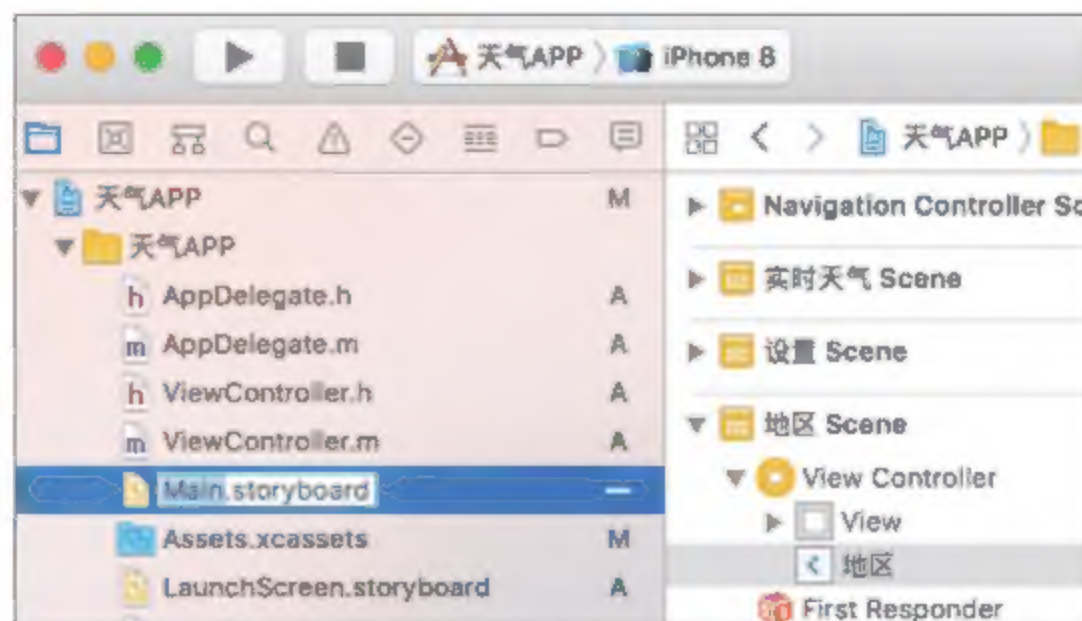 天气APP iPhone 8
天气APP
天气APP M
天气APP
h AppDelegate.h A
m AppDelegate.m A
h ViewController.h A
m ViewController.m A
Main.storyboard
Assets.xcassets M
LaunchScreen.storyboard A
Navigation Controller Sc
实时天气 Scene
设置 Scene
地区 Scene
View Controller
View
地区
First Responder